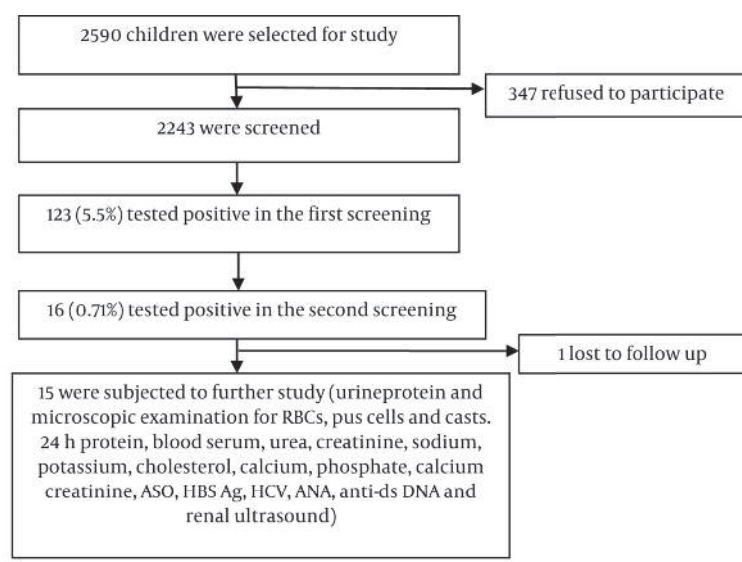 2590 children were selected for study
347 refused to participate
2243 were screened
123 (5.5%) tested positive in the first screening
16 (0.71%) tested positive in the second screening
1 lost to follow up
15 were subjected to further study (urineprotein and
microscopic examination for RBCs, pus cells and casts.
24 h protein, blood serum, urea, creatinine, sodium,
potassium, cholesterol, calcium, phosphate, calcium
creatinine, ASO, HBS Ag, HCV, ANA, anti-ds DNA and
renal ultrasound)